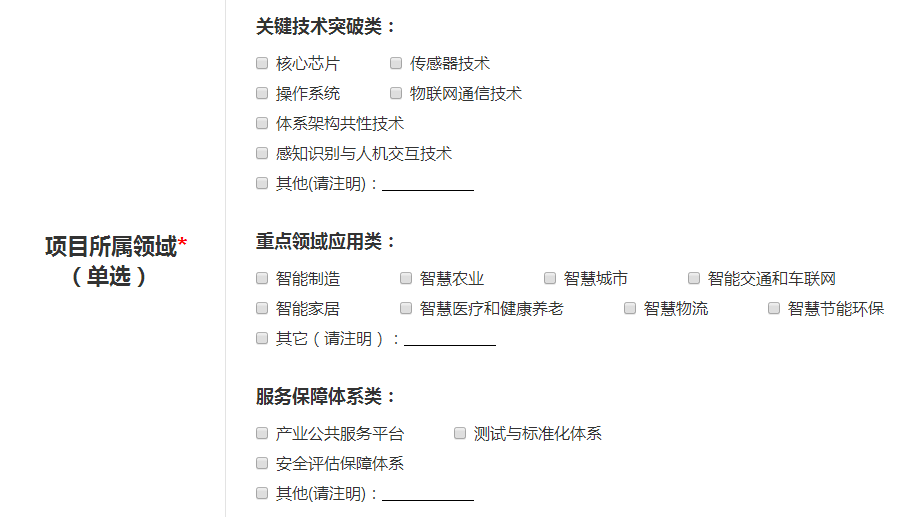 关键技术突破类：
核心芯片 传感器技术
操作系统 物联网通信技术
体系架构共性技术
感知识别与人机交互技术
其他(请注明)：___________
项目所属领域*
（单选）
重点领域应用类：
智能制造 智慧农业 智慧城市 智能交通和车联网
智能家居 智慧医疗和健康养老 智慧物流 智慧节能环保
其它（请注明）：___________
服务保障体系类：
产业公共服务平台 测试与标准化体系
安全评估保障体系
其他(请注明)：___________